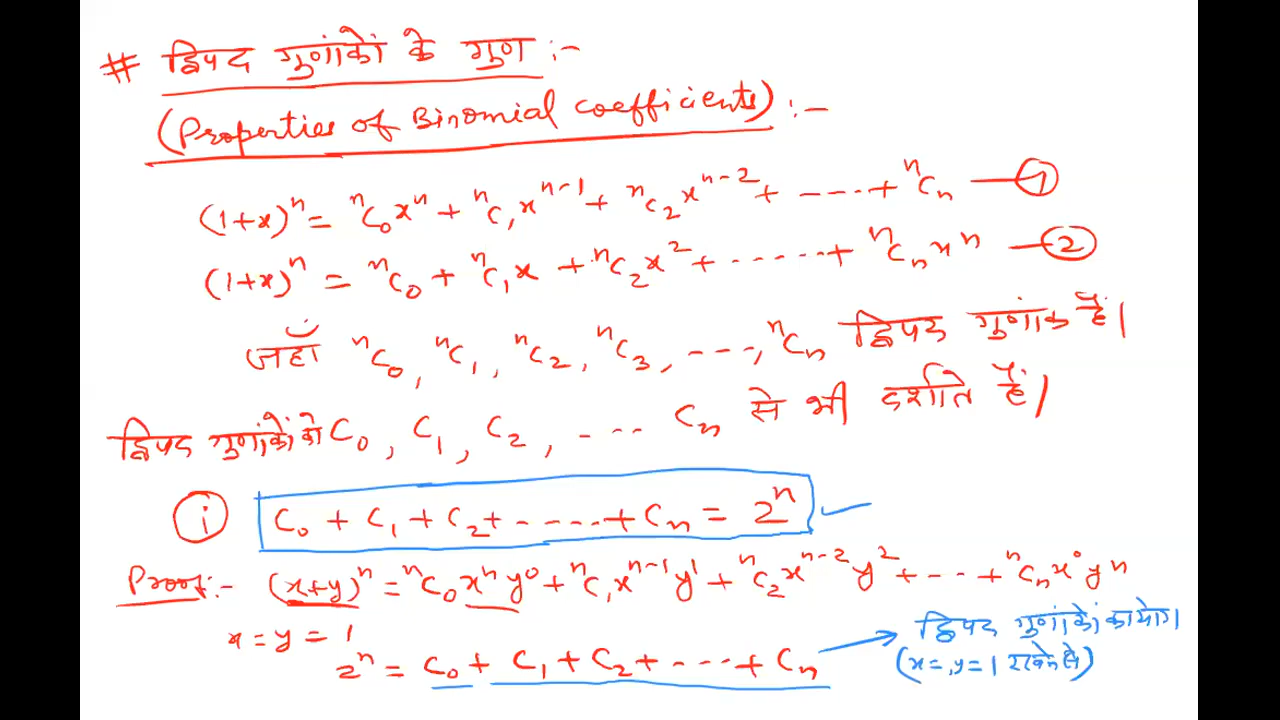 # द्विपद गुणांकों के गुण :-
(Properties of Binomial coefficients) :-
(1+x)ⁿ = ⁿC₀xⁿ + ⁿC₁xⁿ⁻¹ + ⁿC₂xⁿ⁻² + ----- + ⁿCₙ — ①
(1+x)ⁿ = ⁿC₀ + ⁿC₁x + ⁿC₂x² + ...... + ⁿCₙxⁿ — ②
जहाँ ⁿC₀, ⁿC₁, ⁿC₂, ⁿC₃, ---, ⁿCₙ द्विपद गुणांक हैं।
द्विपद गुणांकों को C₀, C₁, C₂, .... Cₙ से भी दर्शाते हैं।
(i) C₀ + C₁ + C₂ + ...... + Cₙ = 2ⁿ
Proof:- (x+y)ⁿ = ⁿC₀xⁿy⁰ + ⁿC₁xⁿ⁻¹y¹ + ⁿC₂xⁿ⁻²y² + --- + ⁿCₙx⁰yⁿ
x = y = 1
2ⁿ = C₀ + C₁ + C₂ + ---- + Cₙ → द्विपद गुणांकों का योग।
(x=,y=1 रखने से)